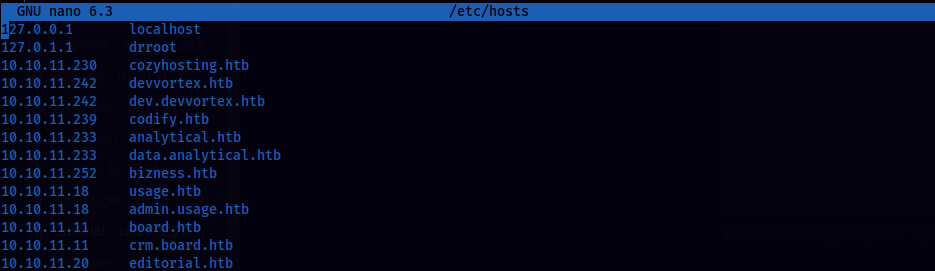 GNU nano 6.3 /etc/hosts
127.0.0.1 localhost
127.0.1.1 drroot
10.10.11.230 cozyhosting.htb
10.10.11.242 devvortex.htb
10.10.11.242 dev.devvortex.htb
10.10.11.239 codify.htb
10.10.11.233 analytical.htb
10.10.11.233 data.analytical.htb
10.10.11.252 bizness.htb
10.10.11.18 usage.htb
10.10.11.18 admin.usage.htb
10.10.11.11 board.htb
10.10.11.11 crm.board.htb
10.10.11.20 editorial.htb